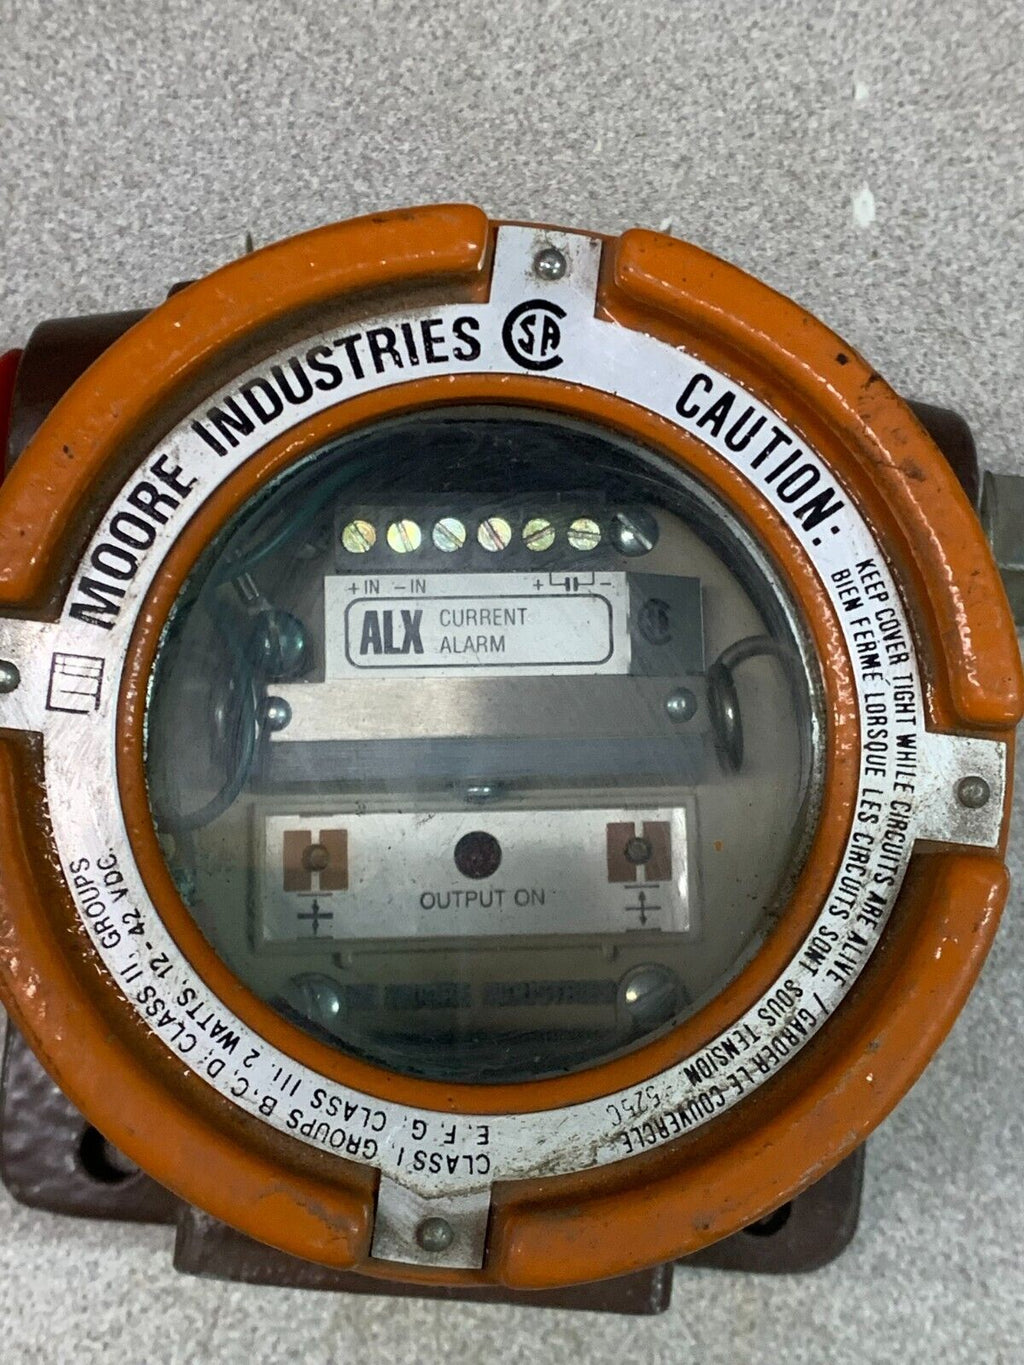 MOORE INDUSTRIES SA
CAUTION:
KEEP COVER TIGHT WHILE CIRCUITS ARE ALIVE / GARDER LE COUVERCLE
BIEN FERMÉ LORSQUE LES CIRCUITS SONT SOUS TENSION 525C
CLASS I, GROUPS B, C, D; CLASS II, GROUPS
E, F, G; CLASS III. 2 WATTS, 12-42 VDC.
+IN -IN + -
ALX CURRENT
ALARM
OUTPUT ON